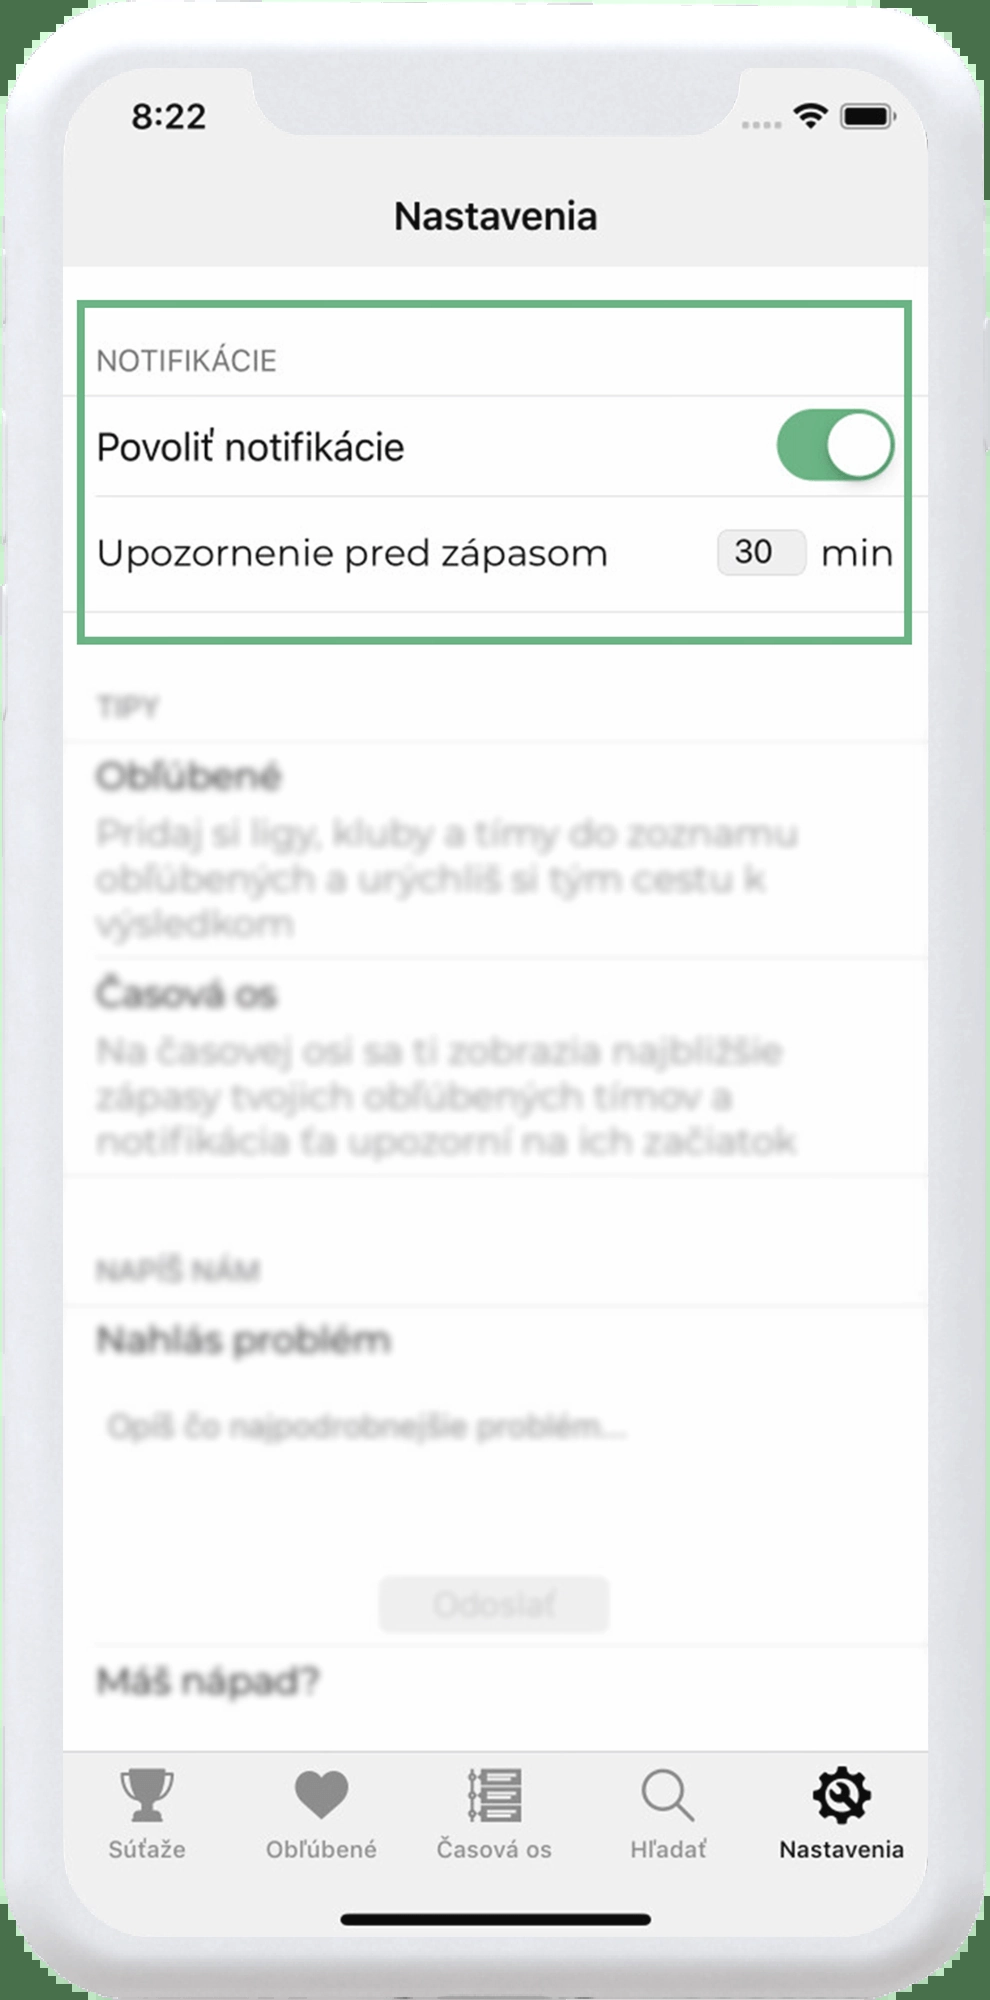 8:22
Nastavenia
NOTIFIKÁCIE
Povoliť notifikácie
Upozornenie pred zápasom 30 min
TIPY
Obľúbené
Pridaj si ligy, kluby a tímy do zoznamu
obľúbených a urýchliš si tým cestu k
výsledkom
Časová os
Na časovej osi sa ti zobrazia najbližšie
zápasy tvojich obľúbených tímov a
notifikácia ťa upozorní na ich začiatok
NAPÍŠ NÁM
Nahlás problém
Opíš čo najpodrobnejšie problém...
Odoslať
Máš nápad?
Súťaže Obľúbené Časová os Hľadať Nastavenia